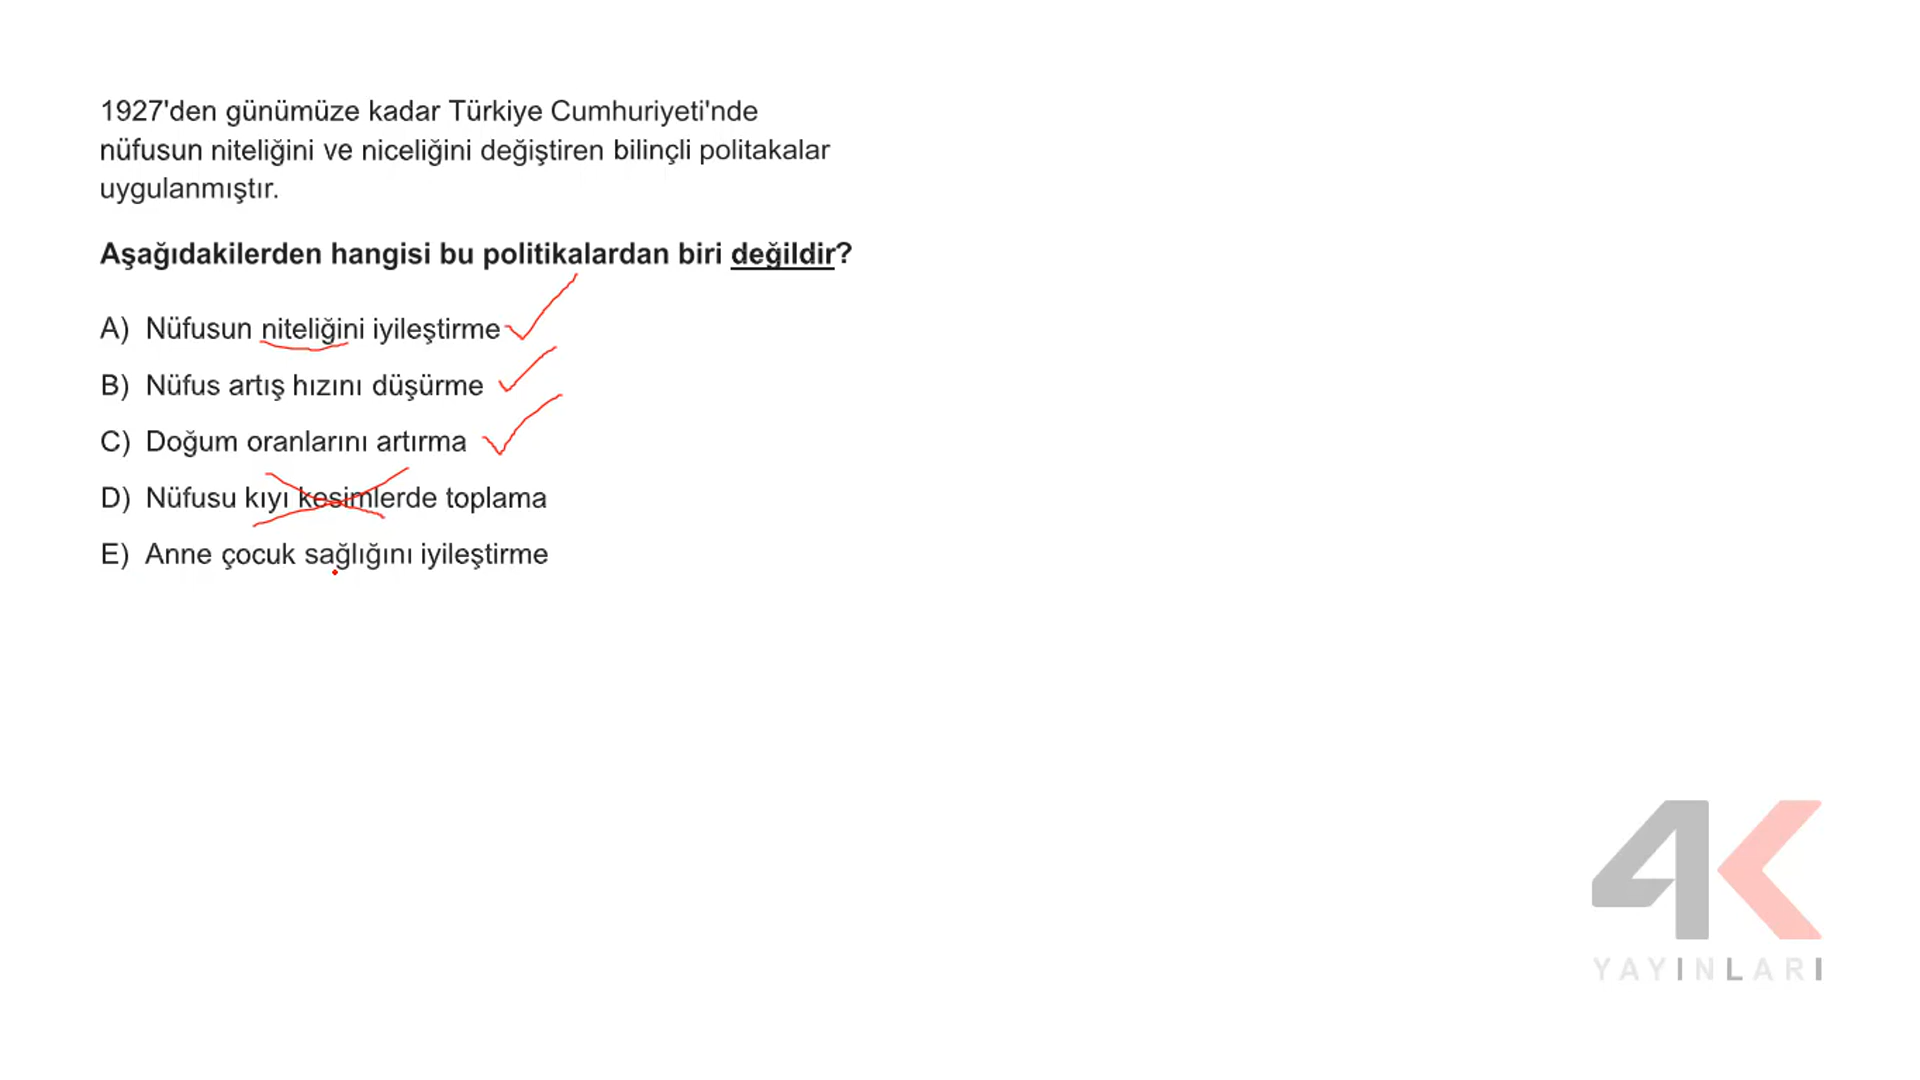 1927'den günümüze kadar Türkiye Cumhuriyeti'nde
nüfusun niteliğini ve niceliğini değiştiren bilinçli politakalar
uygulanmıştır.
Aşağıdakilerden hangisi bu politikalardan biri değildir?
A) Nüfusun niteliğini iyileştirme
B) Nüfus artış hızını düşürme
C) Doğum oranlarını artırma
D) Nüfusu kıyı kesimlerde toplama
E) Anne çocuk sağlığını iyileştirme
4K
YAYINLARI